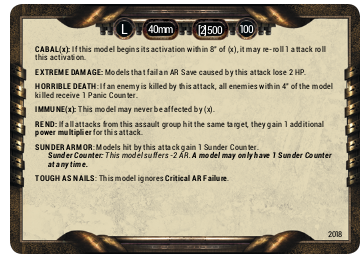 L 40mm [2]500 100
CABAL(x): If this model begins its activation within 8" of (x), it may re-roll 1 attack roll
this activation.
EXTREME DAMAGE: Models that fail an AR Save caused by this attack lose 2 HP.
HORRIBLE DEATH: If an enemy is killed by this attack, all enemies within 4" of the model
killed receive 1 Panic Counter.
IMMUNE(x): This model may never be affected by (x).
REND: If all attacks from this assault group hit the same target, they gain 1 additional
power multiplier for this attack.
SUNDER ARMOR: Models hit by this attack gain 1 Sunder Counter.
Sunder Counter: This model suffers -2 AR. A model may only have 1 Sunder Counter
at any time.
TOUGH AS NAILS: This model ignores Critical AR Failure.
2018